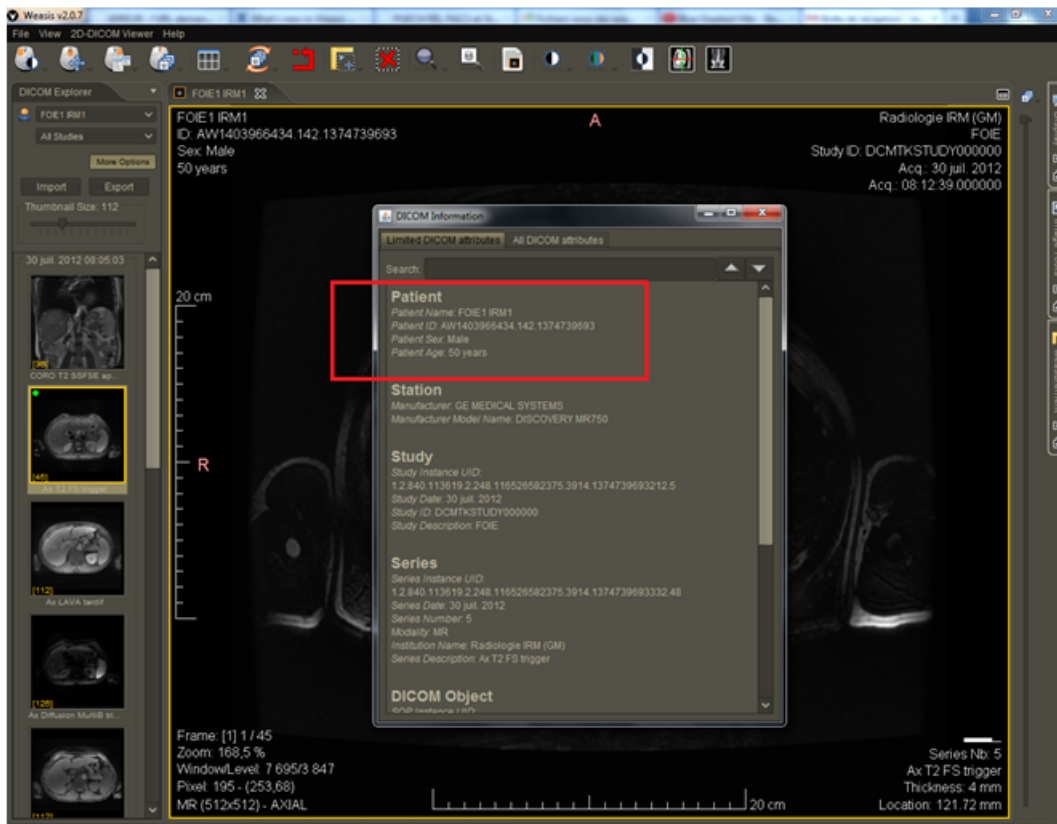 Weasis v2.0.7
File View 2D-DICOM Viewer Help
DICOM Explorer
FOIE1 IRM1
All Studies
More Options
Import Export
Thumbnail Size: 112
30 juil. 2012 08:05:03
[36]
CORO T2 SSFSE ap...
[45]
Ax T2 FS trigger
[112]
Ax LAVA tardif
[126]
Ax Diffusion MultiB tri...
[112]
FOIE1 IRM1
FOIE1 IRM1
ID: AW1403966434.142.1374739693
Sex: Male
50 years
A
Radiologie IRM (GM)
FOIE
Study ID: DCMTKSTUDY000000
Acq.: 30 juil. 2012
Acq.: 08:12:39.000000
20 cm
R
DICOM Information
Limited DICOM attributes All DICOM attributes
Search:
Patient
Patient Name: FOIE1 IRM1
Patient ID: AW1403966434.142.1374739693
Patient Sex: Male
Patient Age: 50 years
Station
Manufacturer: GE MEDICAL SYSTEMS
Manufacturer Model Name: DISCOVERY MR750
Study
Study Instance UID:
1.2.840.113619.2.248.116526582375.3914.1374739693212.5
Study Date: 30 juil. 2012
Study ID: DCMTKSTUDY000000
Study Description: FOIE
Series
Series Instance UID:
1.2.840.113619.2.248.116526582375.3914.1374739693332.48
Series Date: 30 juil. 2012
Series Number: 5
Modality: MR
Institution Name: Radiologie IRM (GM)
Series Description: Ax T2 FS trigger
DICOM Object
SOP Instance UID:
Frame: [1] 1 / 45
Zoom: 168,5 %
Window/Level: 7 695/3 847
Pixel: 195 - (253,68)
MR (512x512) - AXIAL
20 cm
Series Nb: 5
Ax T2 FS trigger
Thickness: 4 mm
Location: 121.72 mm